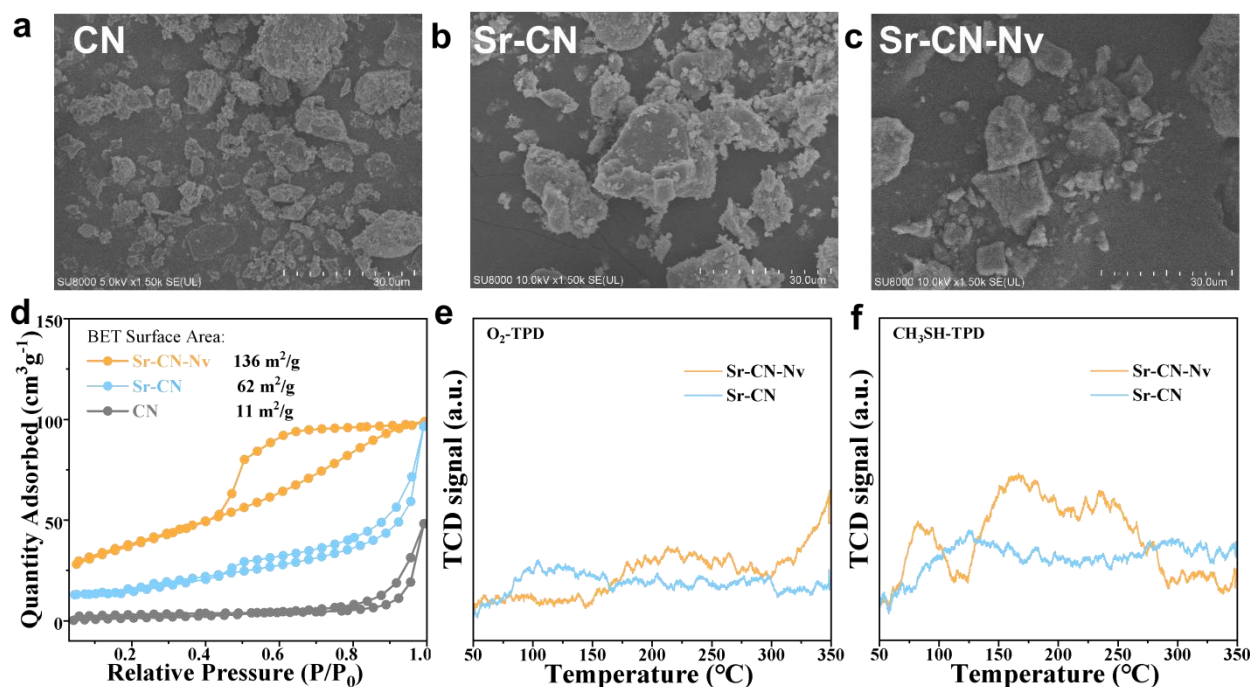 a
CN
SU8000 5.0kV x1.50k SE(UL)
30.0um
b
Sr-CN
SU8000 10.0kV x1.50k SE(UL)
30.0um
c
Sr-CN-Nv
SU8000 10.0kV x1.50k SE(UL)
30.0um
d
Quantity Adsorbed (cm³g⁻¹)
150
100
50
0
BET Surface Area:
Sr-CN-Nv 136 m²/g
Sr-CN 62 m²/g
CN 11 m²/g
0.2 0.4 0.6 0.8 1.0
Relative Pressure (P/P₀)
e
TCD signal (a.u.)
O₂-TPD
Sr-CN-Nv
Sr-CN
50 100 150 200 250 300 350
Temperature (°C)
f
TCD signal (a.u.)
CH₃SH-TPD
Sr-CN-Nv
Sr-CN
50 100 150 200 250 300 350
Temperature (°C)